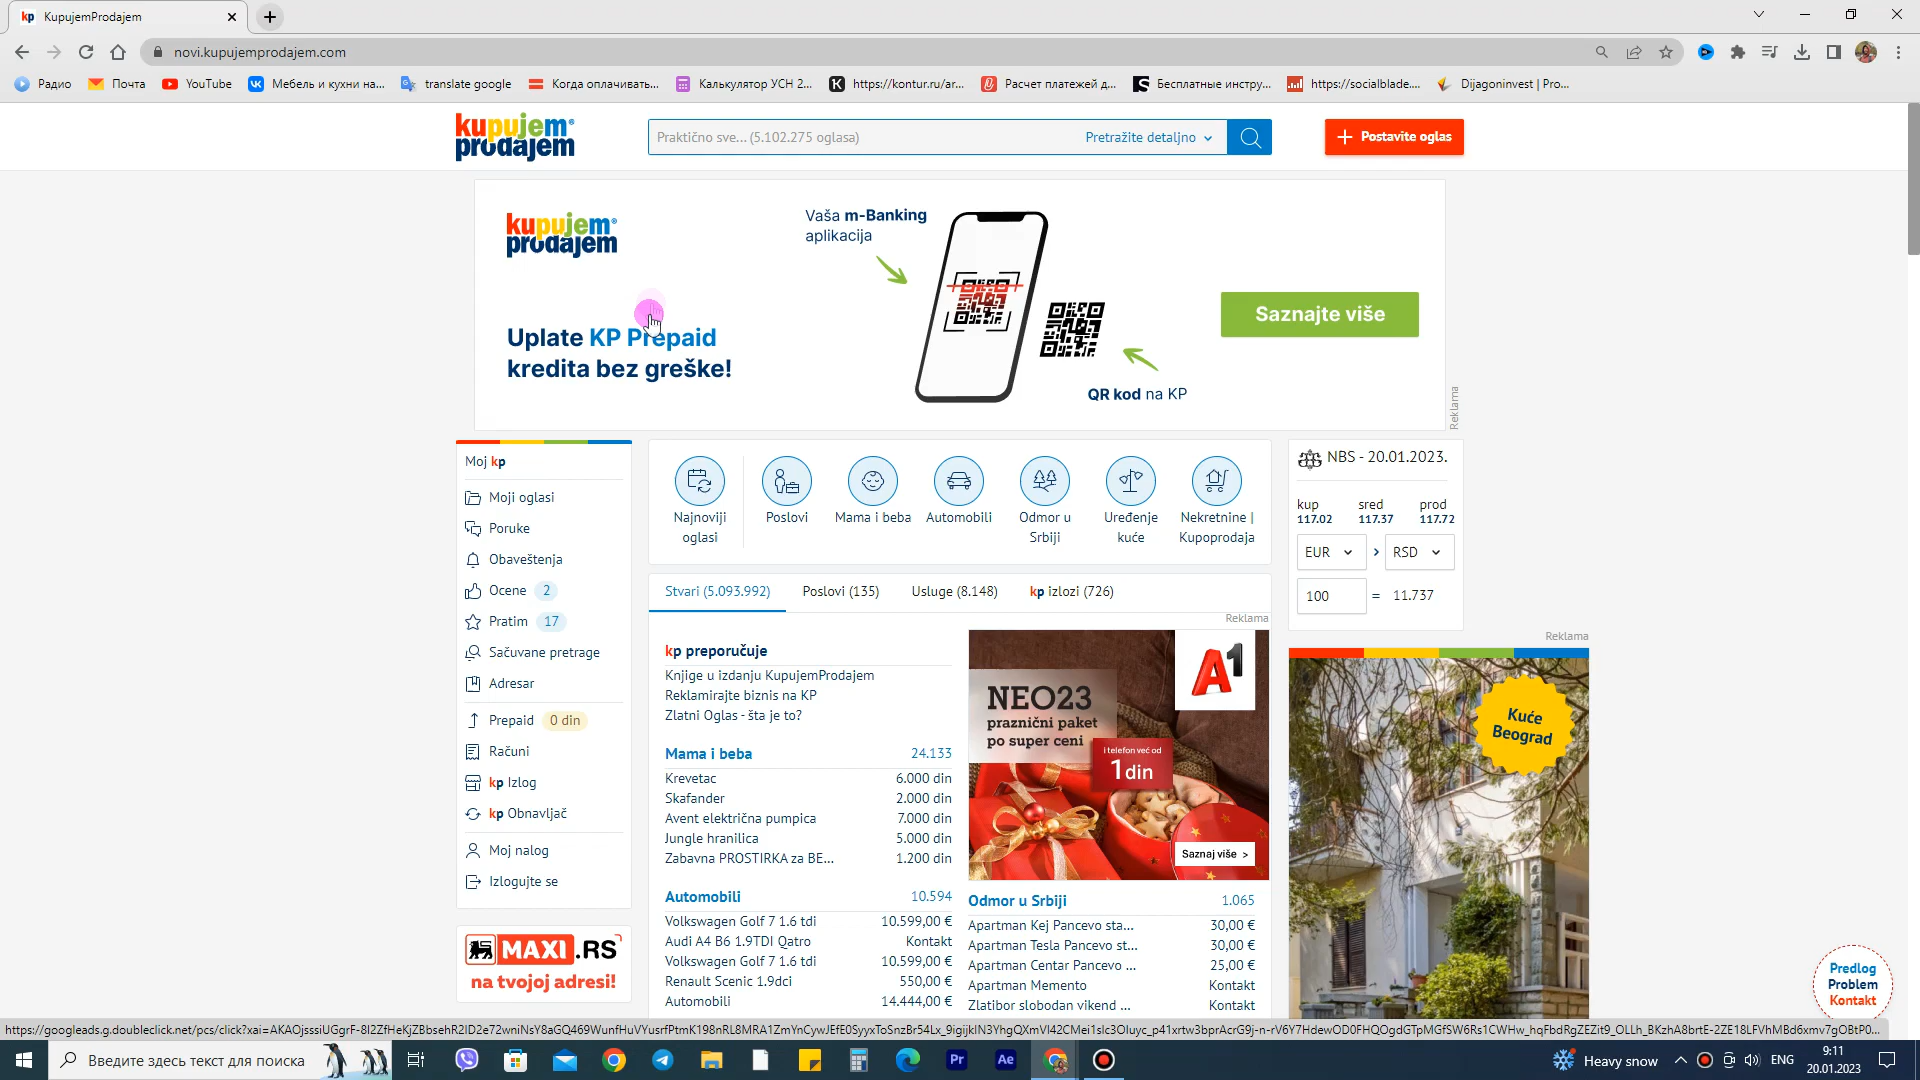 KupujemProdajem
novi.kupujemprodajem.com
Радио
Почта
YouTube
Мебель и кухни на...
translate google
Когда оплачивать...
Калькулятор УСН 2...
https://kontur.ru/ar...
Расчет платежей д...
Бесплатные инстру...
https://socialblade....
Dijagoninvest | Pro...
kupujem
prodajem
Praktično sve... (5.102.275 oglasa)
Pretražite detaljno
Postavite oglas
kupujem
prodajem
Vaša m-Banking
aplikacija
Uplate KP Prepaid
kredita bez greške!
QR kod na KP
Saznajte više
Reklama
Moj kp
Moji oglasi
Poruke
Obaveštenja
Ocene 2
Pratim 17
Sačuvane pretrage
Adresar
Prepaid 0 din
Računi
kp Izlog
kp Obnavljač
Moj nalog
Izlogujte se
MAXI.RS
na tvojoj adresi!
Najnoviji
oglasi
Poslovi
Mama i beba
Automobili
Odmor u
Srbiji
Uređenje
kuće
Nekretnine |
Kupoprodaja
Stvari (5.093.992)
Poslovi (135)
Usluge (8.148)
kp izlozi (726)
Reklama
kp preporučuje
Knjige u izdanju KupujemProdajem
Reklamirajte biznis na KP
Zlatni Oglas - šta je to?
Mama i beba 24.133
Krevetac 6.000 din
Skafander 2.000 din
Avent električna pumpica 7.000 din
Jungle hranilica 5.000 din
Zabavna PROSTIRKA za BE... 1.200 din
Automobili 10.594
Volkswagen Golf 7 1.6 tdi 10.599,00 €
Audi A4 B6 1.9TDI Qatro Kontakt
Volkswagen Golf 7 1.6 tdi 10.599,00 €
Renault Scenic 1.9dci 550,00 €
Automobili 14.444,00 €
A1
NEO23
praznični paket
po super ceni
i telefon već od
1din
Saznaj više >
Odmor u Srbiji 1.065
Apartman Kej Pancevo sta... 30,00 €
Apartman Tesla Pancevo st... 30,00 €
Apartman Centar Pancevo ... 25,00 €
Apartman Memento Kontakt
Zlatibor slobodan vikend ... Kontakt
NBS - 20.01.2023.
kup sred prod
117.02 117.37 117.72
EUR > RSD
100 = 11.737
Reklama
Kuće
Beograd
Predlog
Problem
Kontakt
Введите здесь текст для поиска
Pr
Ae
Heavy snow
ENG
9:11
20.01.2023